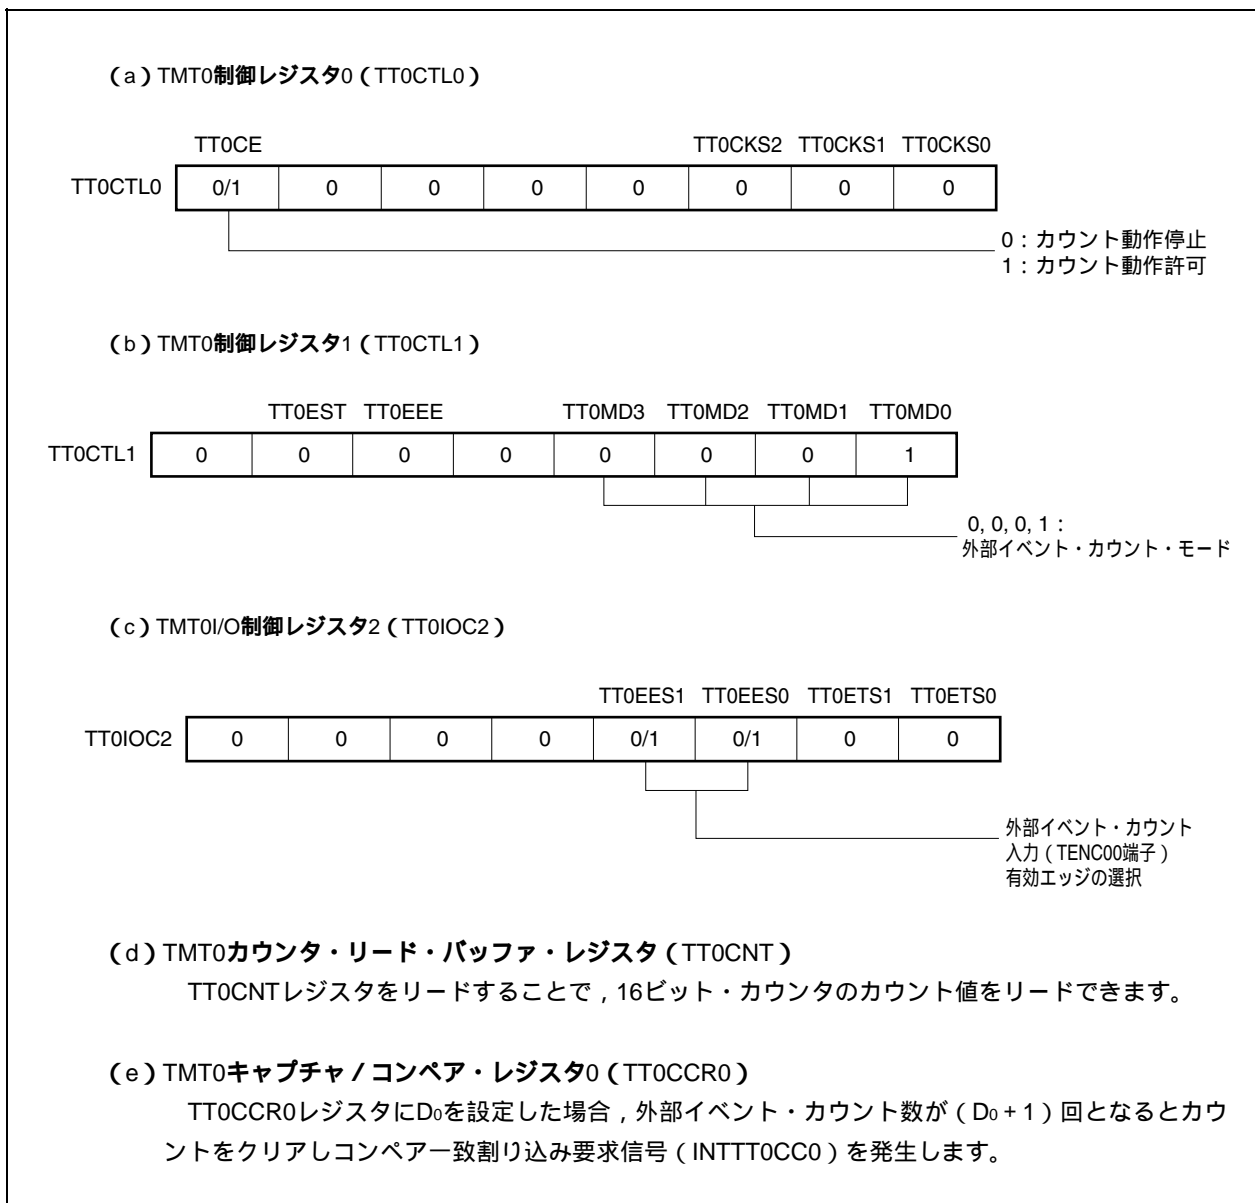 (a)TMT0制御レジスタ0(TT0CTL0)
TT0CE TT0CKS2 TT0CKS1 TT0CKS0
TT0CTL0 0/1 0 0 0 0 0 0 0
0:カウント動作停止
1:カウント動作許可
(b)TMT0制御レジスタ1(TT0CTL1)
TT0EST TT0EEE TT0MD3 TT0MD2 TT0MD1 TT0MD0
TT0CTL1 0 0 0 0 0 0 0 1
0, 0, 0, 1:
外部イベント・カウント・モード
(c)TMT0I/O制御レジスタ2(TT0IOC2)
TT0EES1 TT0EES0 TT0ETS1 TT0ETS0
TT0IOC2 0 0 0 0 0/1 0/1 0 0
外部イベント・カウント
入力(TENC00端子)
有効エッジの選択
(d)TMT0カウンタ・リード・バッファ・レジスタ(TT0CNT)
TT0CNTレジスタをリードすることで,16ビット・カウンタのカウント値をリードできます。
(e)TMT0キャプチャ/コンペア・レジスタ0(TT0CCR0)
TT0CCR0レジスタにD0を設定した場合,外部イベント・カウント数が(D0+1)回となるとカウ
ントをクリアしコンペア一致割り込み要求信号(INTTT0CC0)を発生します。